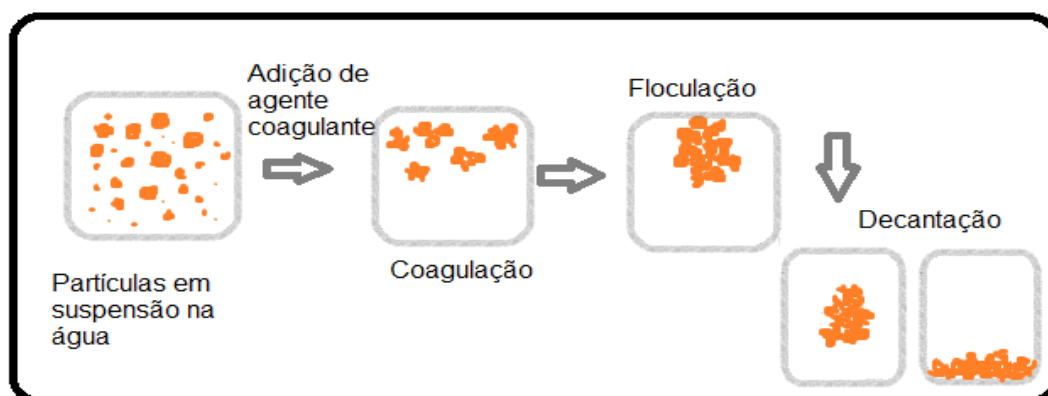 Partículas em
suspensão na
água
Adição de
agente
coagulante
Coagulação
Floculação
Decantação